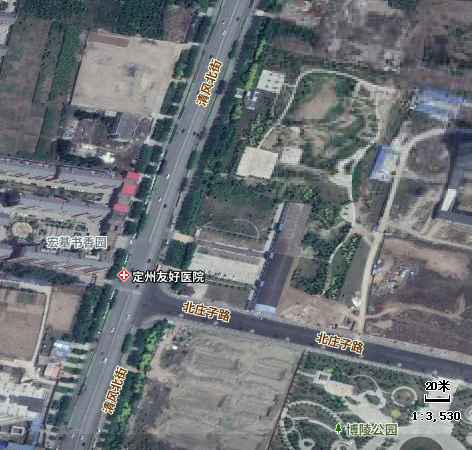 清风北街
宏基书香园
定州友好医院
北庄子路
北庄子路
清风北街
20米
1:3,530
博陵公园